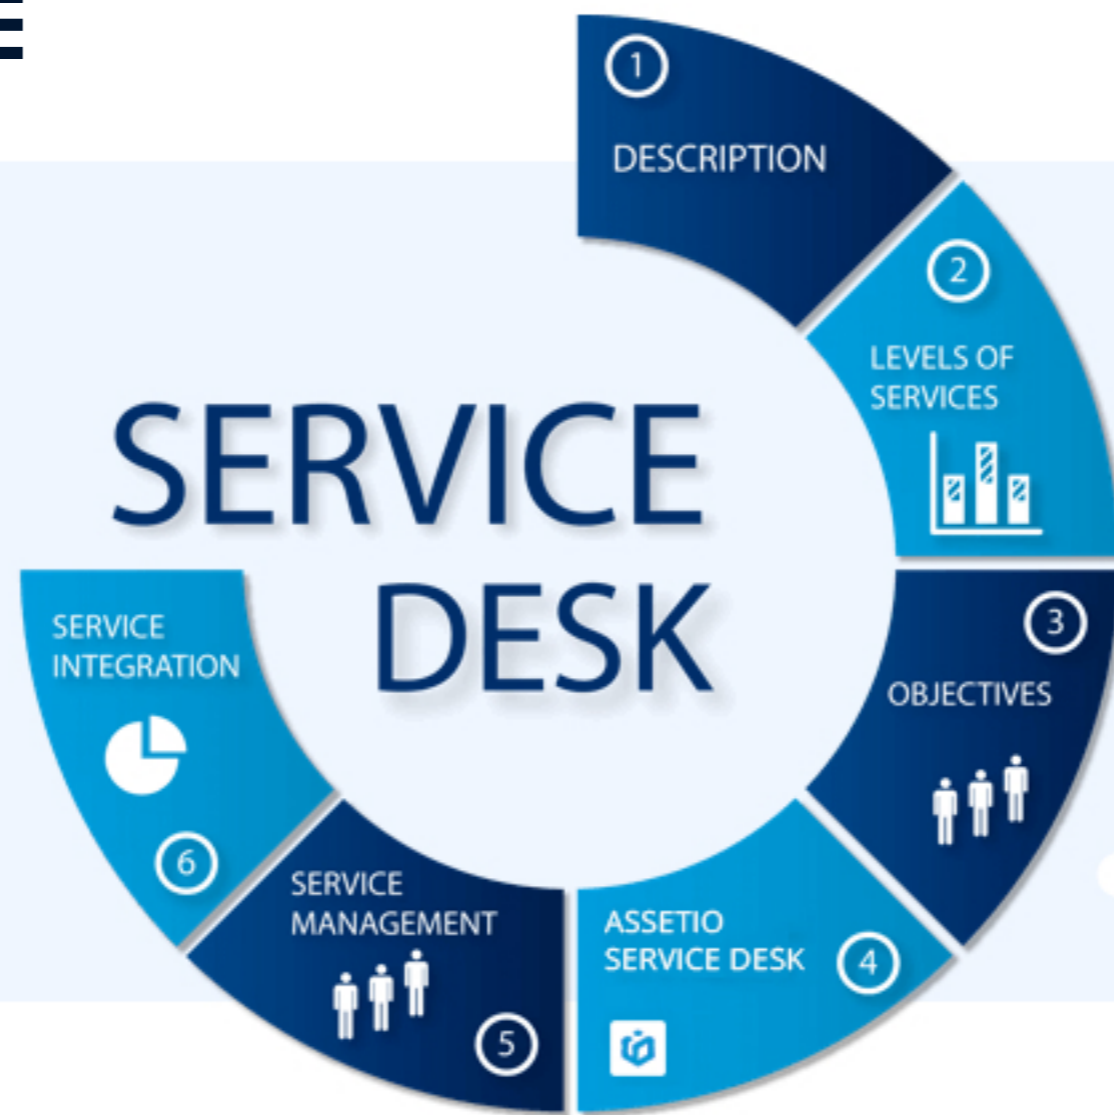 SERVICE
DESK
1
DESCRIPTION
2
LEVELS OF
SERVICES
3
OBJECTIVES
ASSETIO
SERVICE DESK
4
SERVICE
MANAGEMENT
5
SERVICE
INTEGRATION
6